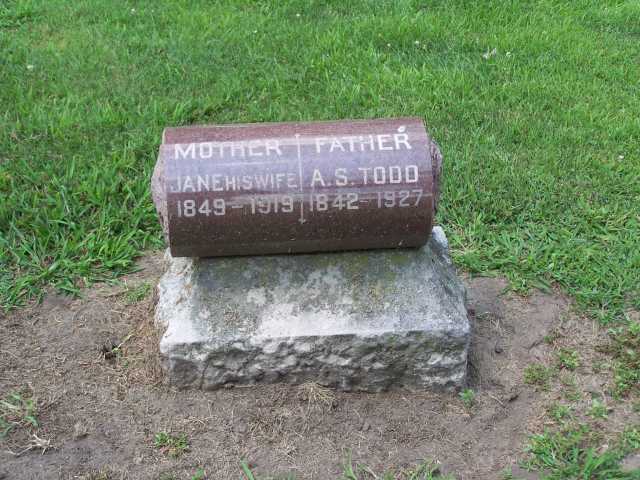 MOTHER
JANE HIS WIFE
1849-1919
FATHER
A.S. TODD
1842-1927